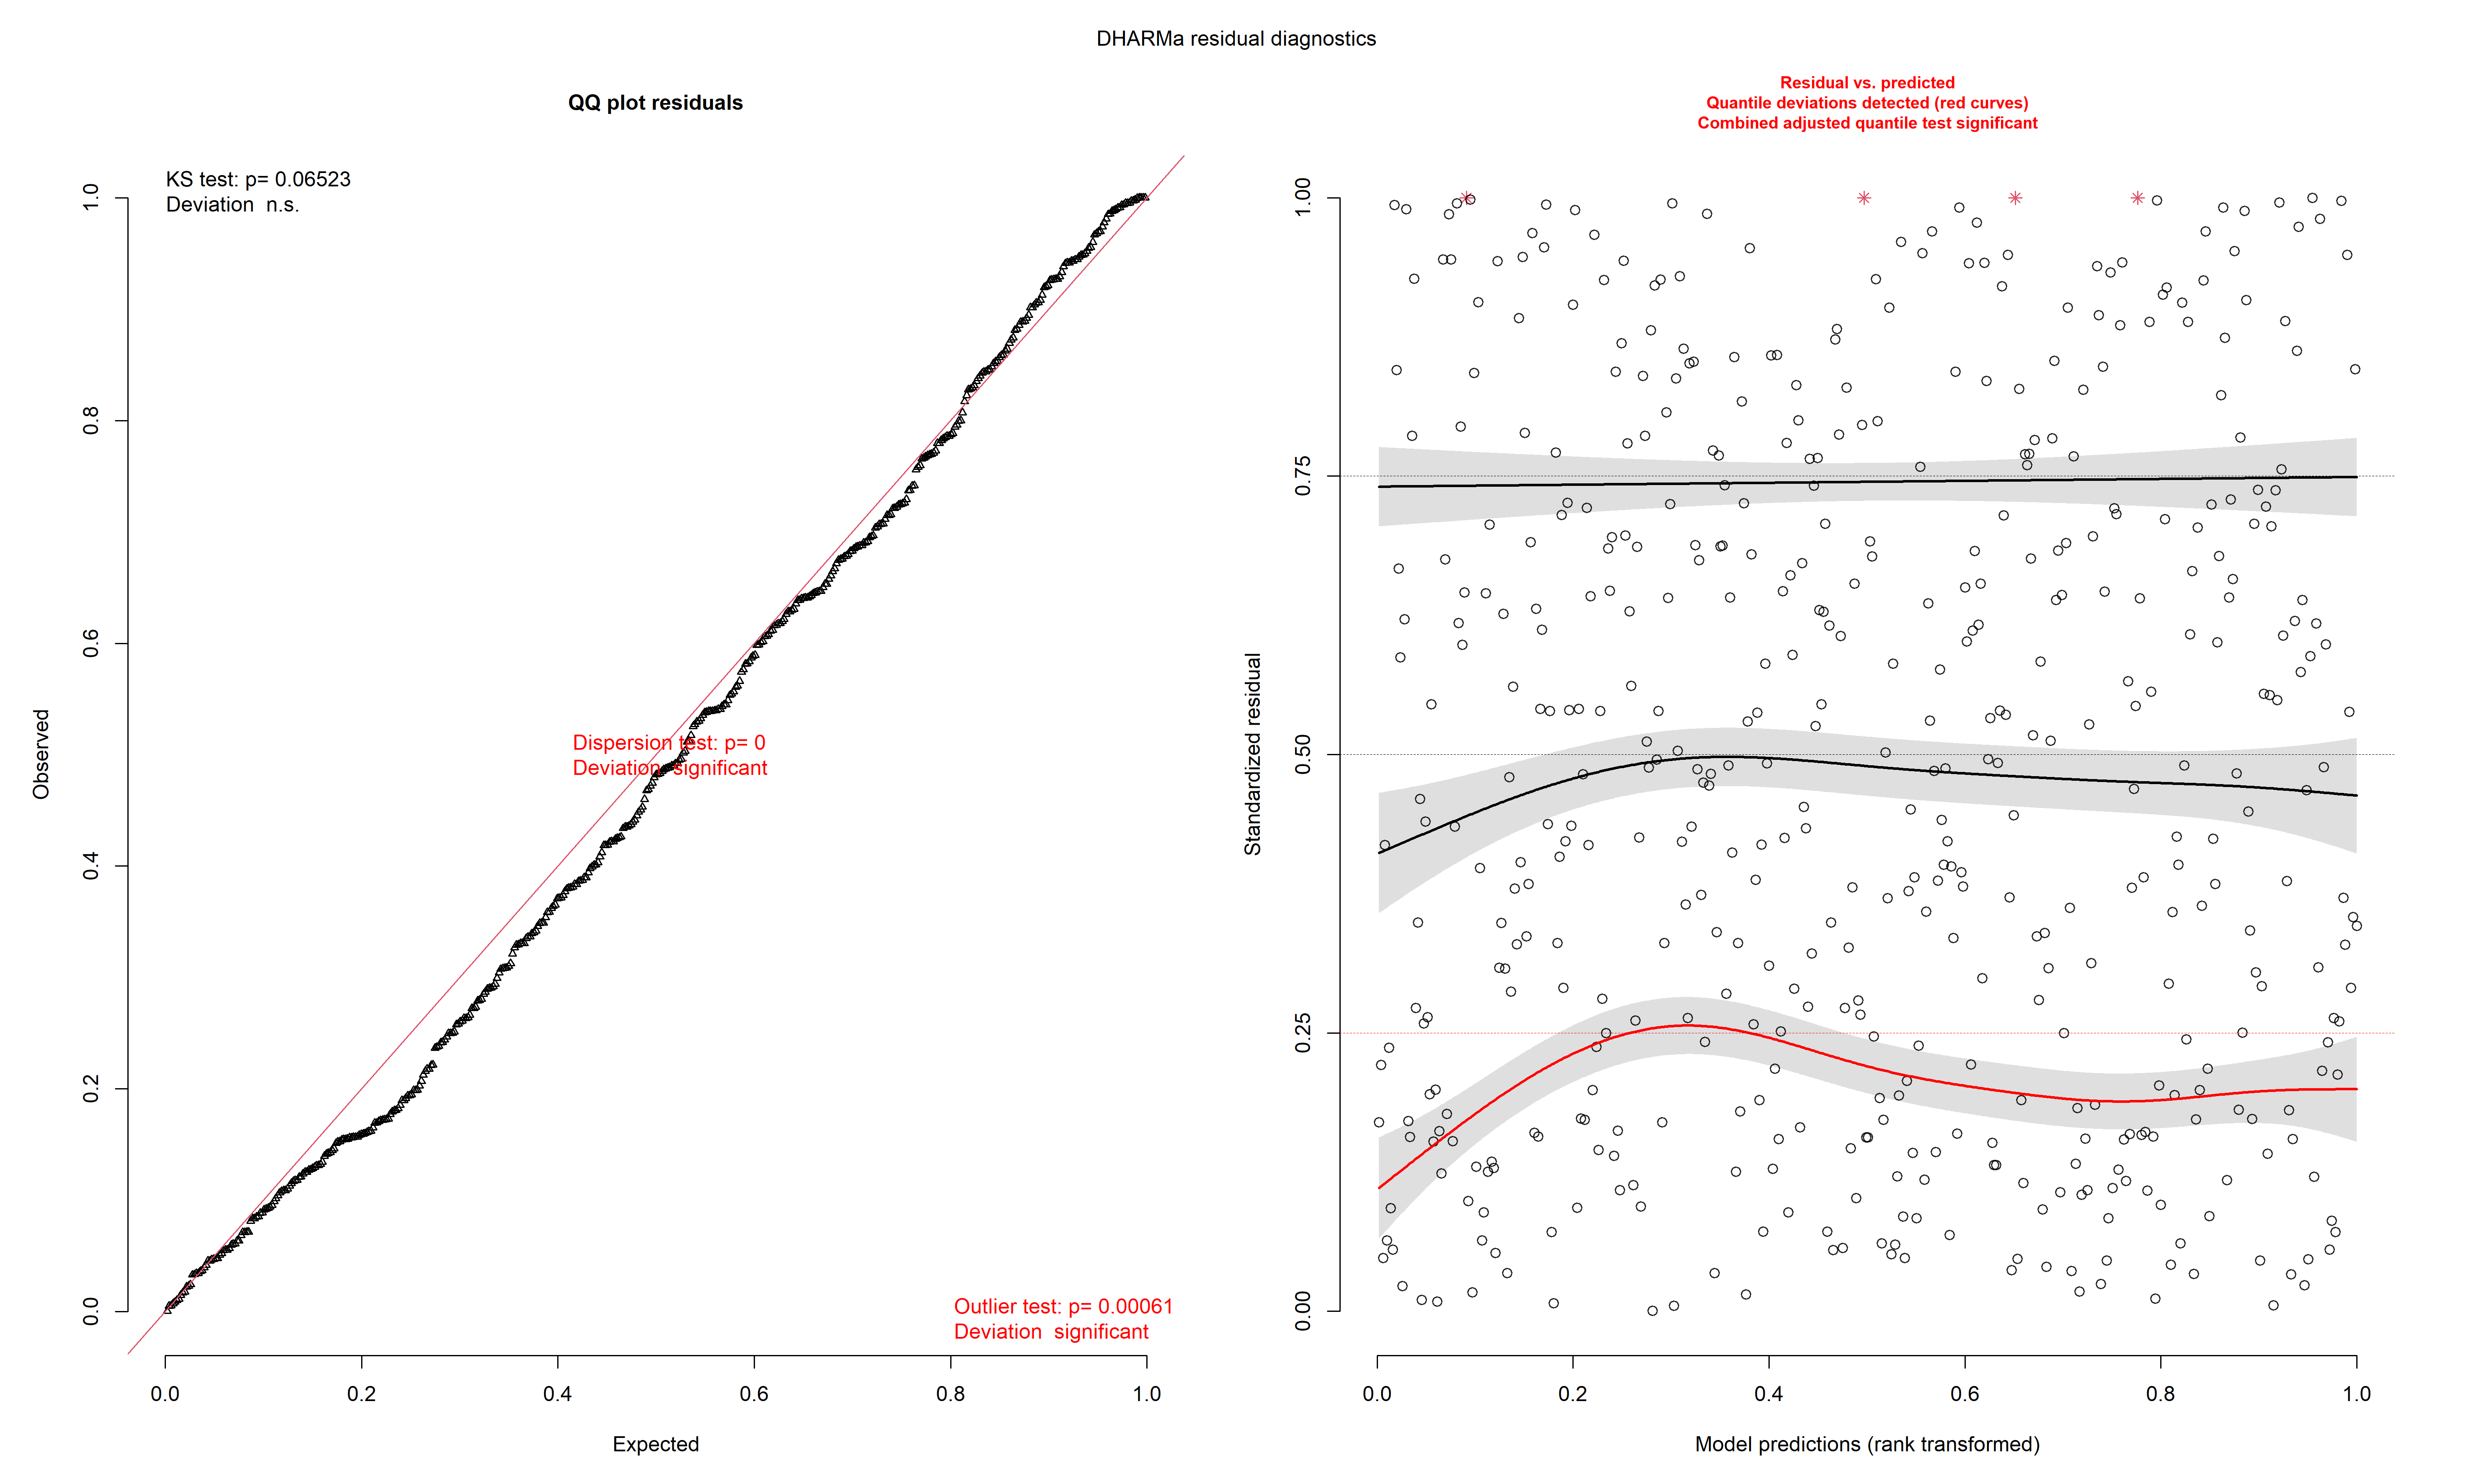 DHARMa residual diagnostics
QQ plot residuals
KS test: p= 0.06523
Deviation  n.s.
Dispersion test: p= 0
Deviation  significant
Outlier test: p= 0.00061
Deviation  significant
Observed
1.0
0.8
0.6
0.4
0.2
0.0
0.0 0.2 0.4 0.6 0.8 1.0
Expected
Residual vs. predicted
Quantile deviations detected (red curves)
Combined adjusted quantile test significant
Standardized residual
1.00
0.75
0.50
0.25
0.00
0.0 0.2 0.4 0.6 0.8 1.0
Model predictions (rank transformed)